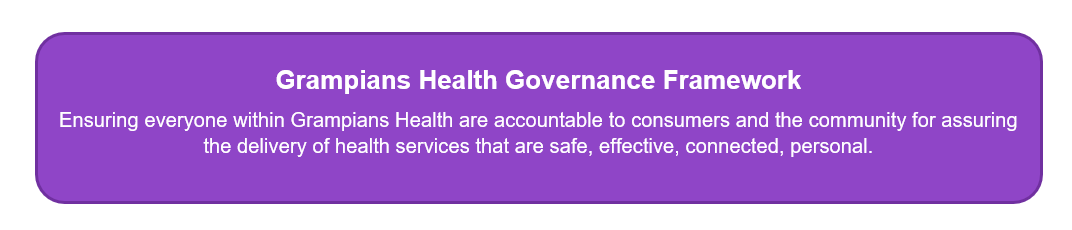 Grampians Health Governance Framework
Ensuring everyone within Grampians Health are accountable to consumers and the community for assuring
the delivery of health services that are safe, effective, connected, personal.